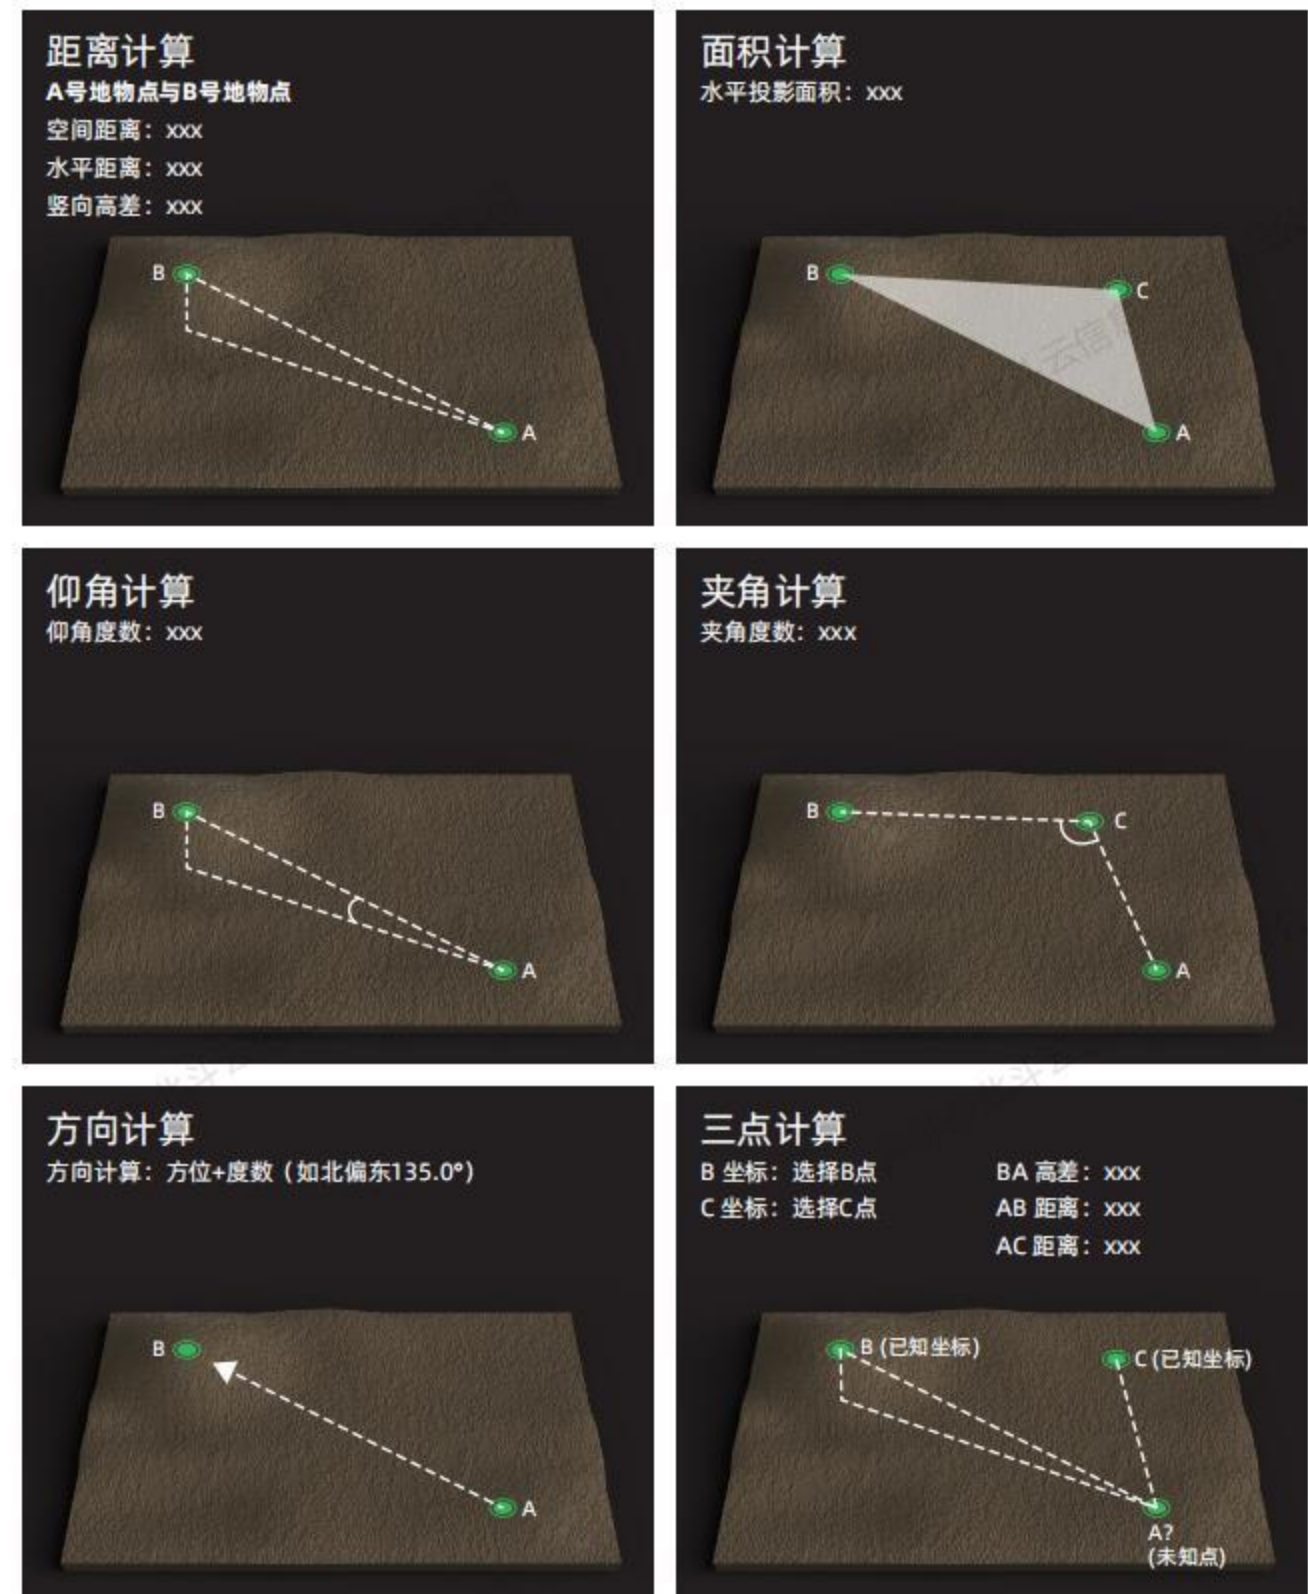 距离计算
A号地物点与B号地物点
空间距离：xxx
水平距离：xxx
竖向高差：xxx
B
A
面积计算
水平投影面积：xxx
B
C
云信
A
仰角计算
仰角度数：xxx
B
A
夹角计算
夹角度数：xxx
B
C
A
方向计算
方向计算：方位+度数（如北偏东135.0°）
B
A
三点计算
B 坐标：选择B点
C 坐标：选择C点
BA 高差：xxx
AB 距离：xxx
AC 距离：xxx
B (已知坐标)
C (已知坐标)
A?
(未知点)